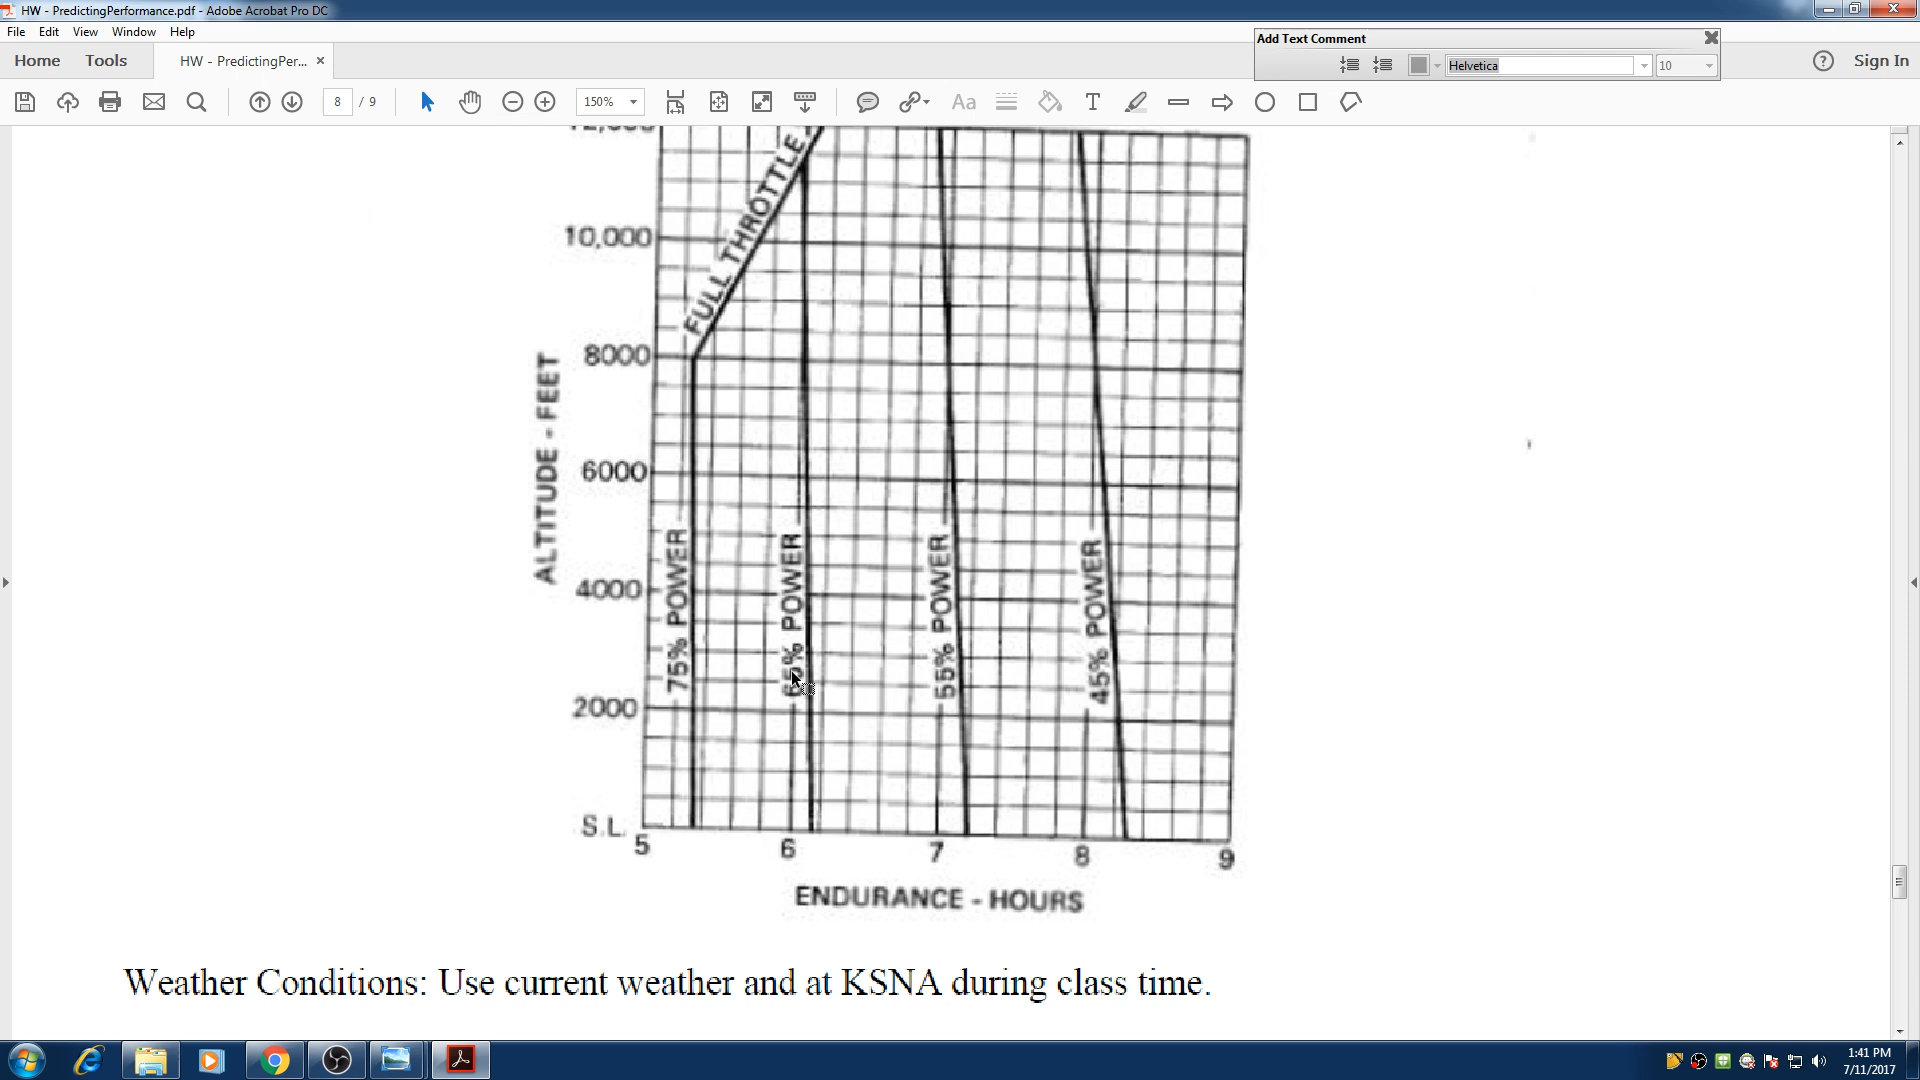 HW - PredictingPerformance.pdf - Adobe Acrobat Pro DC
File Edit View Window Help
Add Text Comment
Home Tools HW - PredictingPer... × Sign In
Helvetica 10
8 / 9 150%
12,000
FULL THROTTLE
10,000
8000
ALTITUDE - FEET
6000
75% POWER
65% POWER
55% POWER
45% POWER
4000
2000
S.L.
5 6 7 8 9
ENDURANCE - HOURS
Weather Conditions: Use current weather and at KSNA during class time.
1:41 PM
7/11/2017